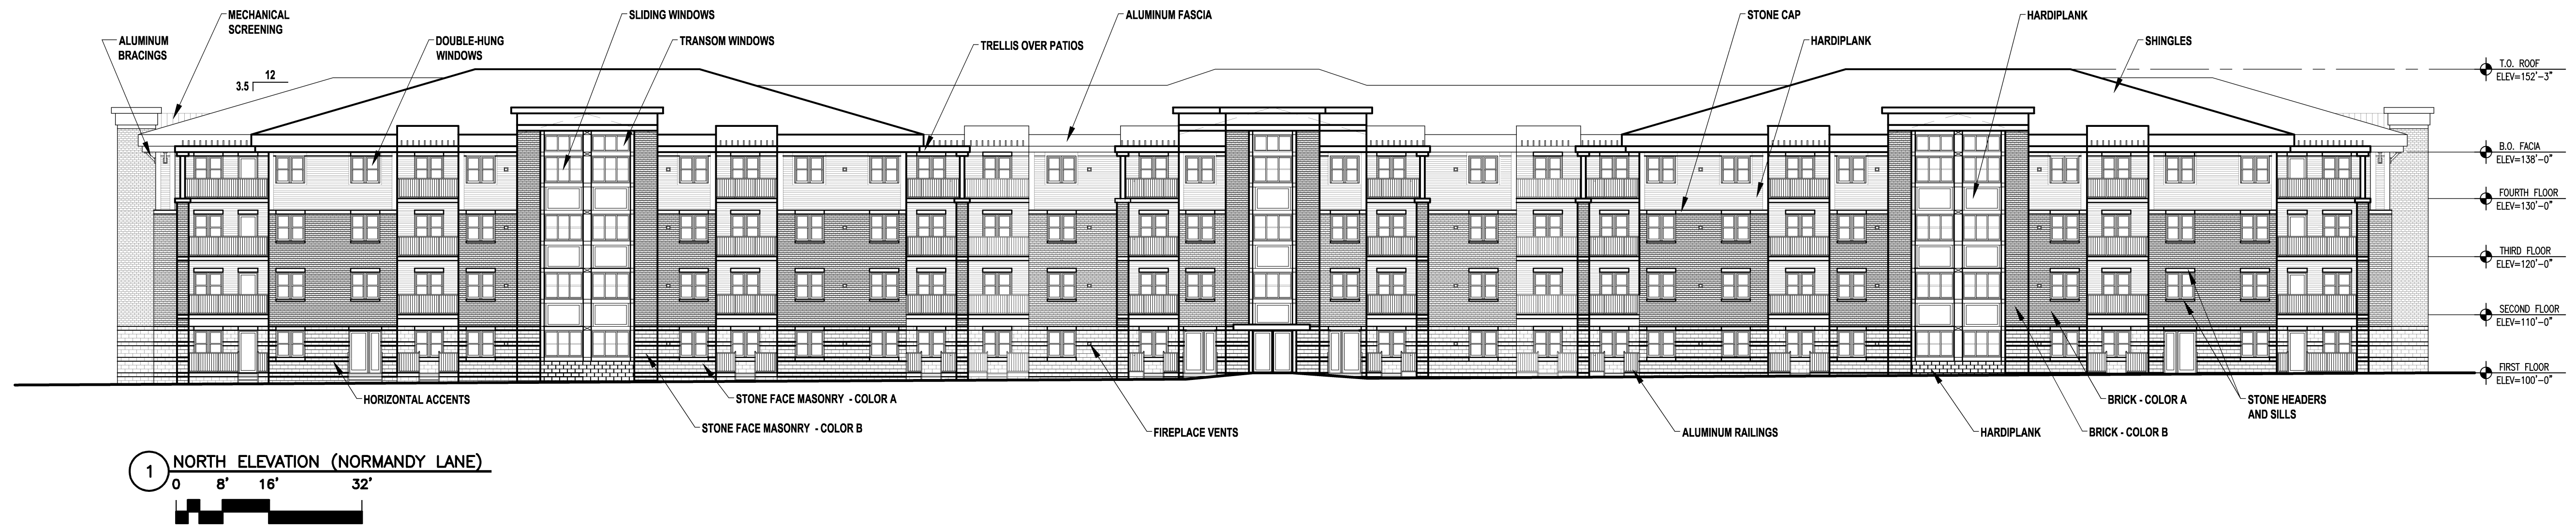 MECHANICAL
SCREENING
ALUMINUM
BRACINGS
DOUBLE-HUNG
WINDOWS
12
3.5
SLIDING WINDOWS
TRANSOM WINDOWS
TRELLIS OVER PATIOS
ALUMINUM FASCIA
STONE CAP
HARDIPLANK
HARDIPLANK
SHINGLES
T.O. ROOF
ELEV=152'-3"
B.O. FACIA
ELEV=138'-0"
FOURTH FLOOR
ELEV=130'-0"
THIRD FLOOR
ELEV=120'-0"
SECOND FLOOR
ELEV=110'-0"
FIRST FLOOR
ELEV=100'-0"
HORIZONTAL ACCENTS
STONE FACE MASONRY - COLOR A
STONE FACE MASONRY - COLOR B
FIREPLACE VENTS
ALUMINUM RAILINGS
HARDIPLANK
BRICK - COLOR A
BRICK - COLOR B
STONE HEADERS
AND SILLS
1 NORTH ELEVATION (NORMANDY LANE)
0 8' 16' 32'